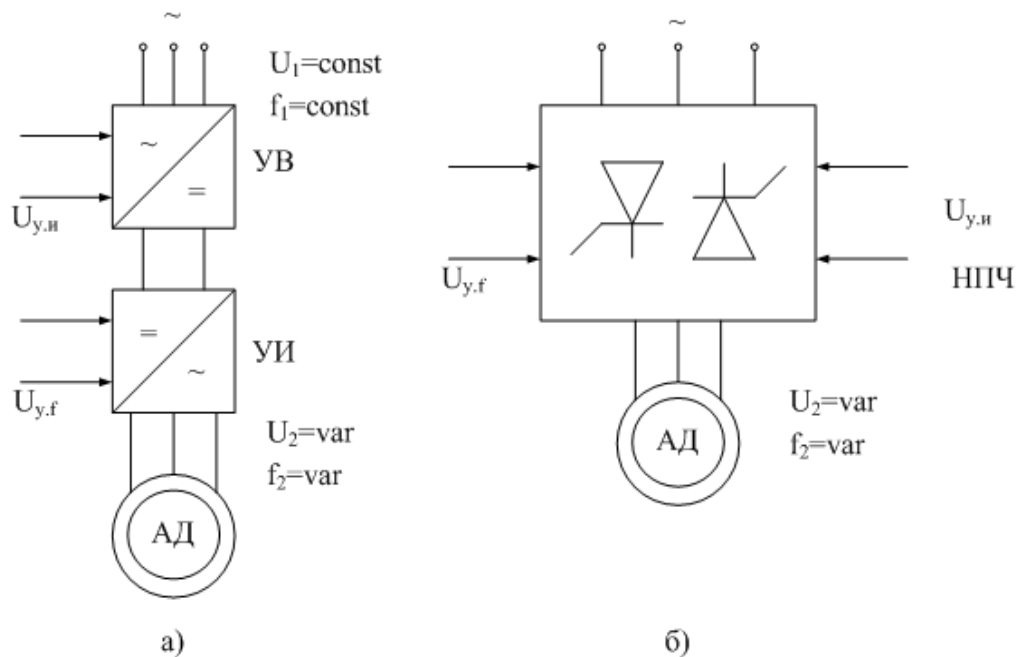 ~
U₁=const
f₁=const
~
=
УВ
Uу.и
=
~
УИ
Uу.f
U₂=var
f₂=var
АД
а)
~
Uу.f
Uу.и
НПЧ
U₂=var
f₂=var
АД
б)